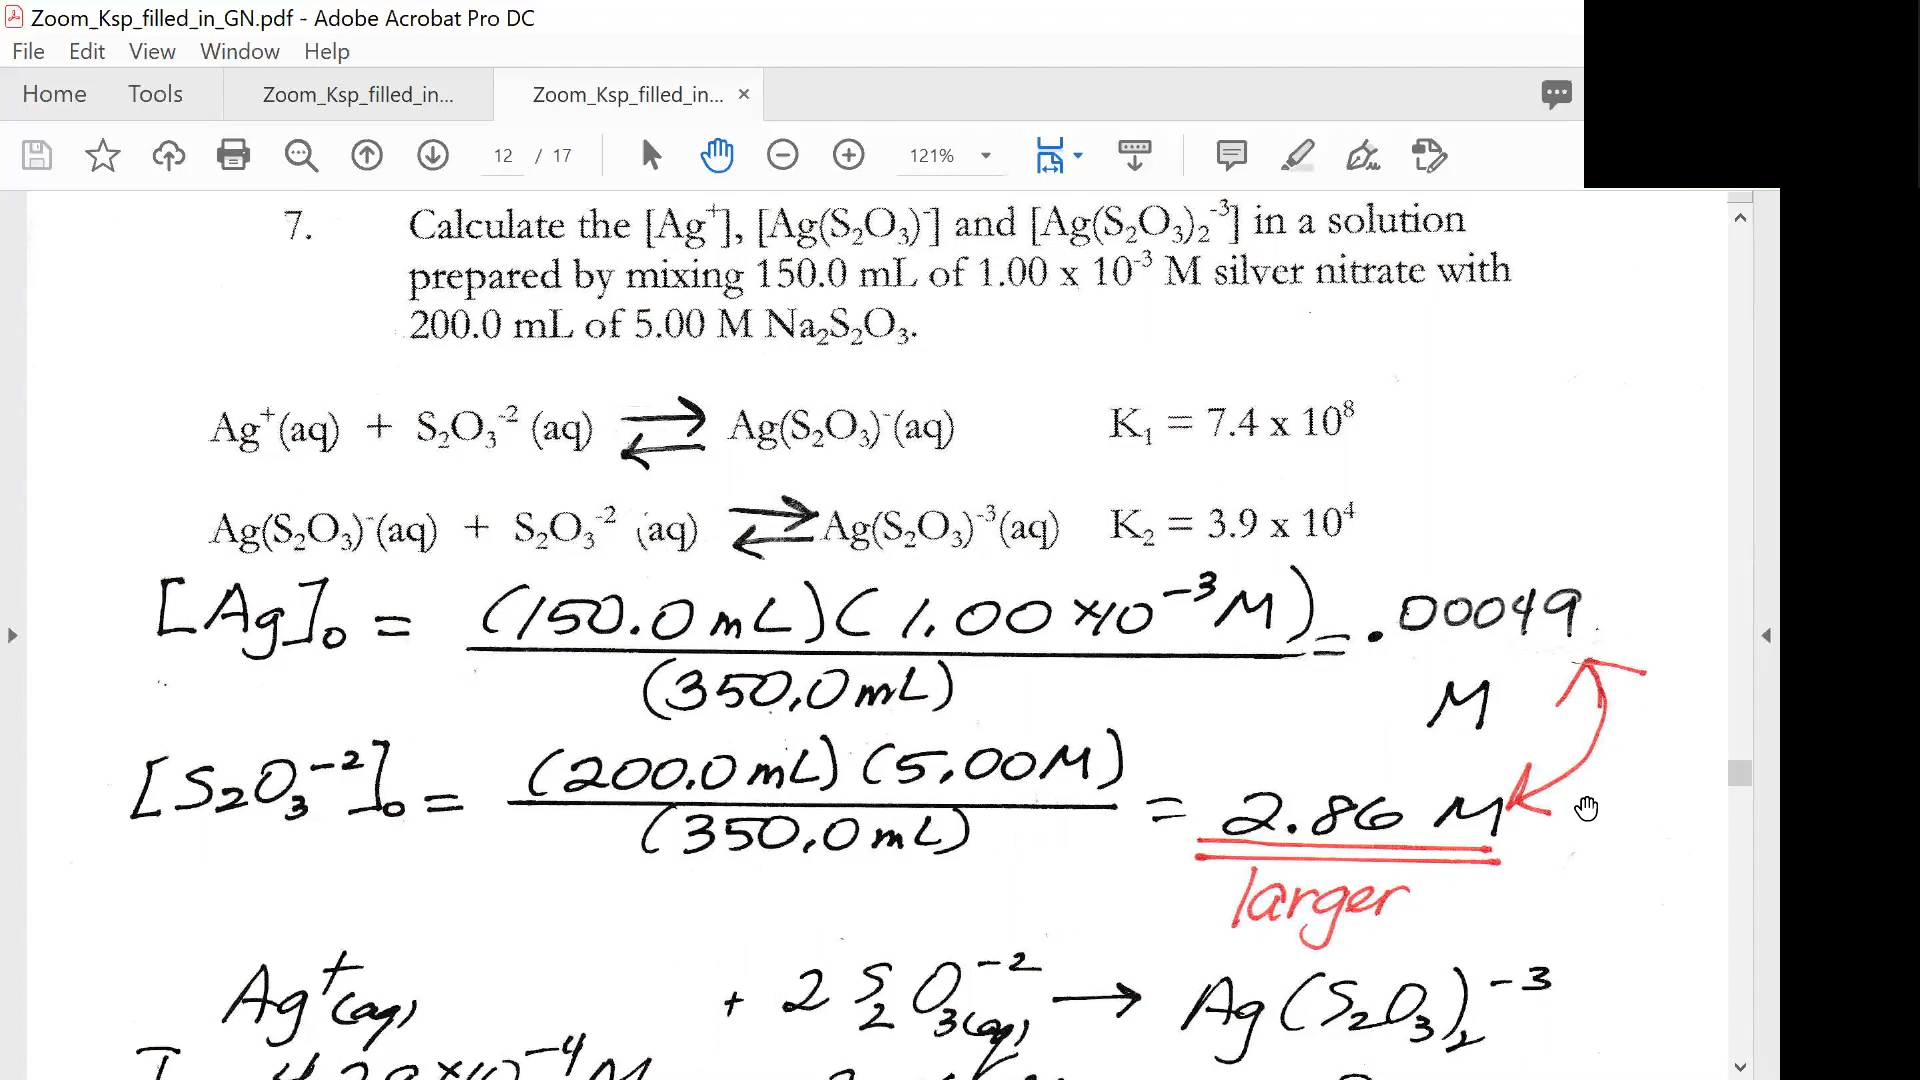 Zoom_Ksp_filled_in_GN.pdf - Adobe Acrobat Pro DC
File Edit View Window Help
Home Tools Zoom_Ksp_filled_in... Zoom_Ksp_filled_in... ×
12 / 17 121%
7. Calculate the [Ag⁺], [Ag(S₂O₃)⁻] and [Ag(S₂O₃)₂⁻³] in a solution
prepared by mixing 150.0 mL of 1.00 x 10⁻³ M silver nitrate with
200.0 mL of 5.00 M Na₂S₂O₃.
Ag⁺(aq) + S₂O₃⁻² (aq) ⇌ Ag(S₂O₃)⁻(aq) K₁ = 7.4 x 10⁸
Ag(S₂O₃)⁻(aq) + S₂O₃⁻² (aq) ⇌ Ag(S₂O₃)⁻³(aq) K₂ = 3.9 x 10⁴
[Ag]₀ = (150.0 mL)(1.00 x10⁻³ M) = .00049
(350.0 mL)
M
[S₂O₃⁻²]₀ = (200.0 mL)(5.00 M)
(350.0 mL) = 2.86 M
larger
Ag⁺(aq) + 2 S₂O₃⁻²(aq) → Ag(S₂O₃)₂⁻³